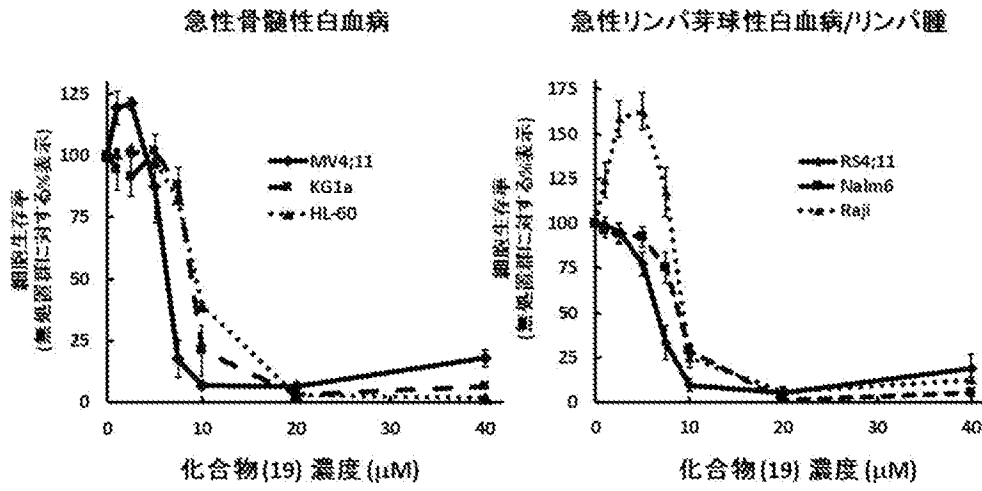 急性骨髄性白血病
細胞生存率
(無処置群に対する%表示)
125
100
75
50
25
0
MV4;11
KG1a
HL-60
0 10 20 30 40
化合物(19) 濃度 (μM)
急性リンパ芽球性白血病/リンパ腫
細胞生存率
(無処置群に対する%表示)
175
150
125
100
75
50
25
0
RS4;11
Nalm6
Raji
0 10 20 30 40
化合物(19) 濃度 (μM)